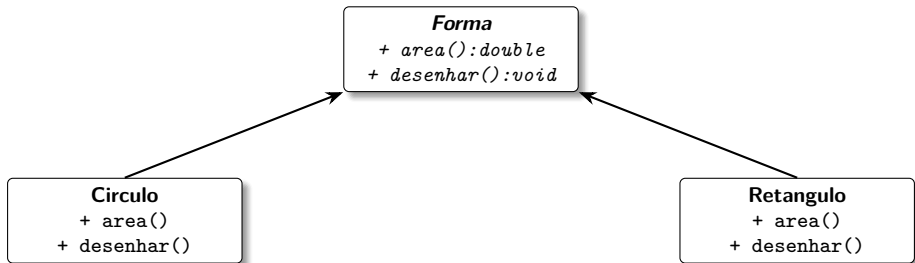 Forma
+ area():double
+ desenhar():void
Circulo
+ area()
+ desenhar()
Retangulo
+ area()
+ desenhar()